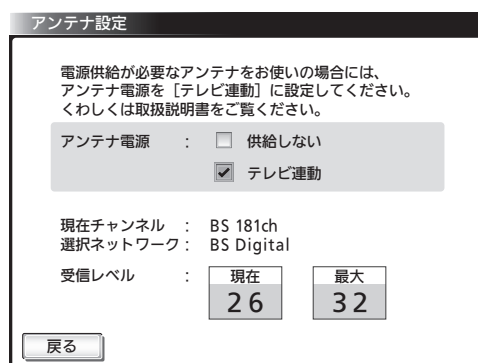 アンテナ設定
電源供給が必要なアンテナをお使いの場合には、
アンテナ電源を［テレビ連動］に設定してください。
くわしくは取扱説明書をご覧ください。
アンテナ電源 : 供給しない
テレビ連動
現在チャンネル : BS 181ch
選択ネットワーク : BS Digital
受信レベル : 現在 最大
26 32
戻る